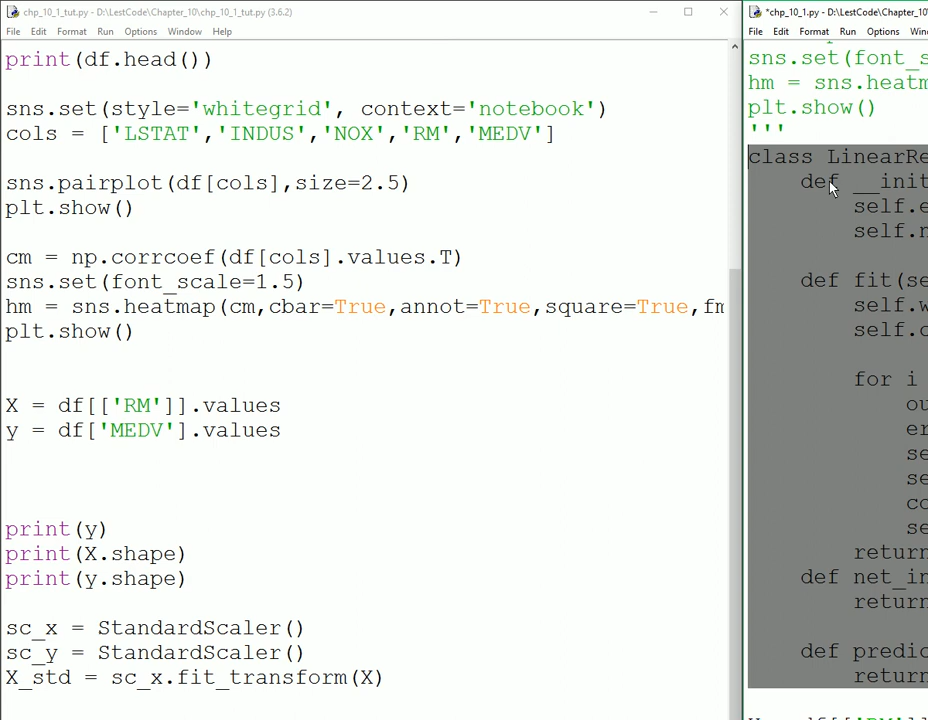 chp_10_1_tut.py - D:\LestCode\Chapter_10\chp_10_1_tut.py (3.6.2)
File Edit Format Run Options Window Help
print(df.head())
sns.set(style='whitegrid', context='notebook')
cols = ['LSTAT','INDUS','NOX','RM','MEDV']
sns.pairplot(df[cols],size=2.5)
plt.show()
cm = np.corrcoef(df[cols].values.T)
sns.set(font_scale=1.5)
hm = sns.heatmap(cm,cbar=True,annot=True,square=True,fm
plt.show()
X = df[['RM']].values
y = df['MEDV'].values
print(y)
print(X.shape)
print(y.shape)
sc_x = StandardScaler()
sc_y = StandardScaler()
X_std = sc_x.fit_transform(X)
*chp_10_1.py - D:\LestCode\Chapter_10\
File Edit Format Run Options Win
sns.set(font_s
hm = sns.heatm
plt.show()
'''
class LinearRe
def __init
self.e
self.n
def fit(se
self.w
self.c
for i
ou
er
se
se
co
se
return
def net_in
return
def predic
return